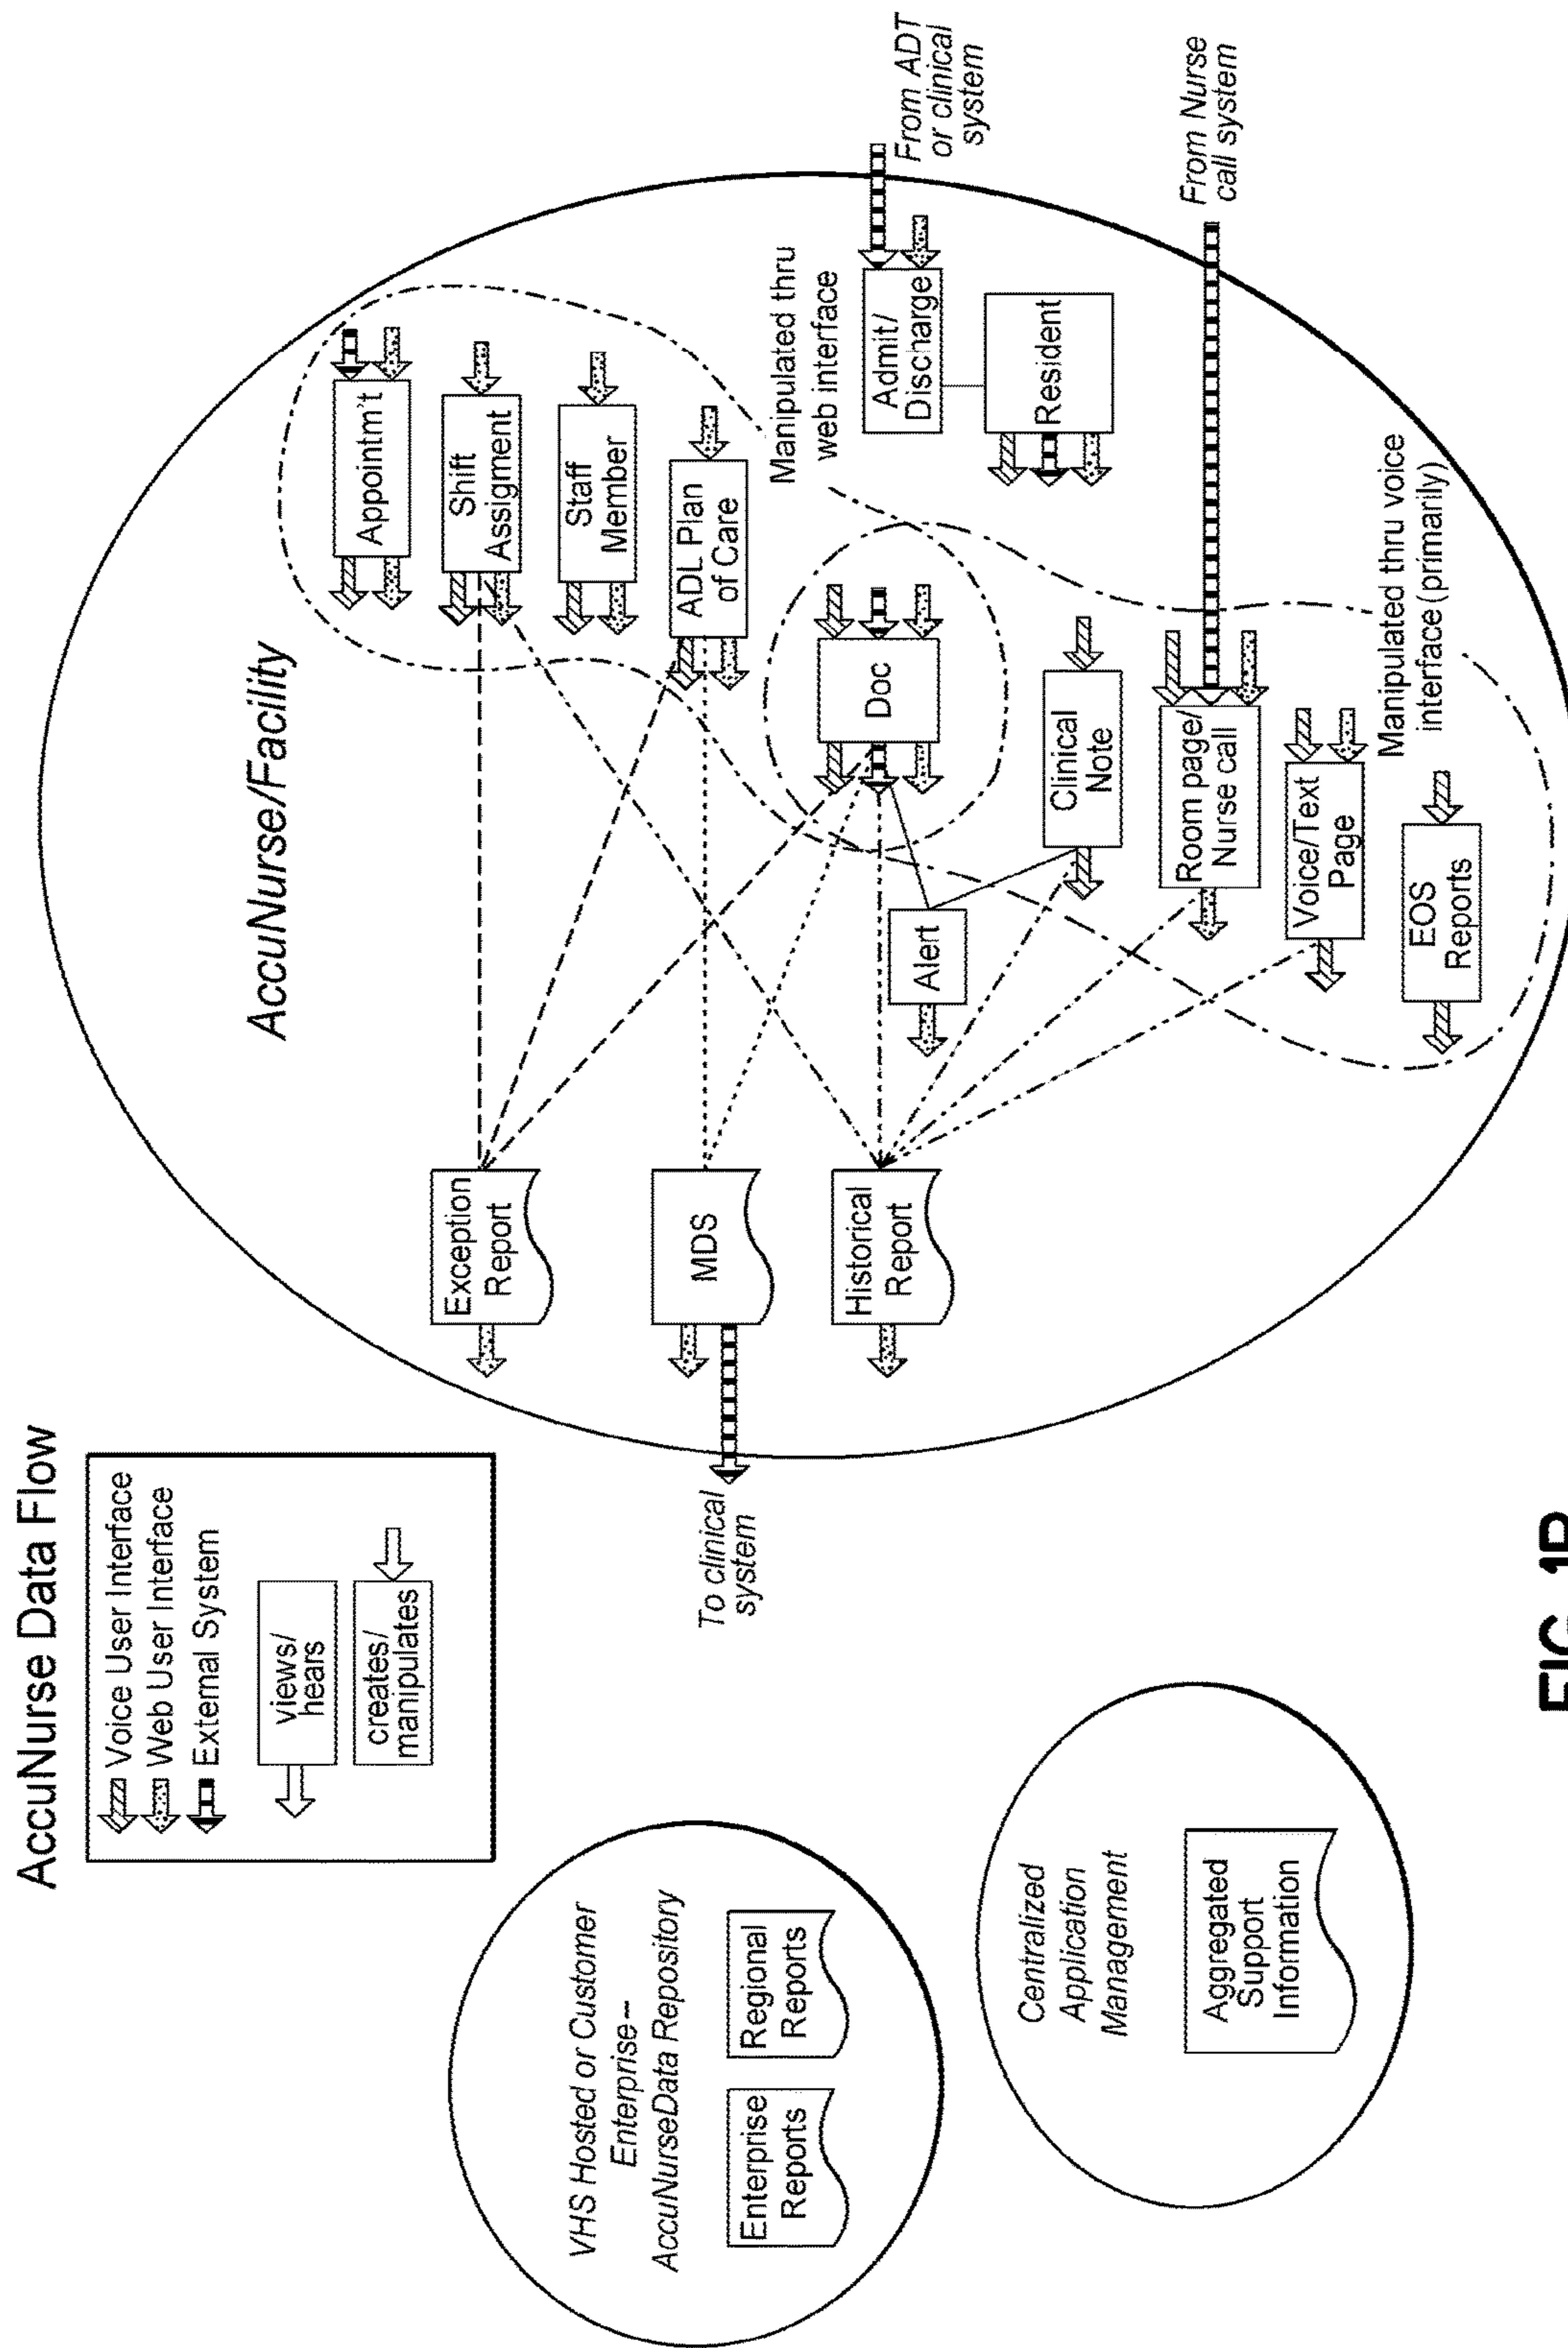 AccuNurse Data Flow
Voice User Interface
Web User Interface
External System
views/
hears
creates/
manipulates
VHS Hosted or Customer
Enterprise--
AccuNurseData Repository
Enterprise
Reports
Regional
Reports
Centralized
Application
Management
Aggregated
Support
Information
AccuNurse/Facility
Exception
Report
MDS
Historical
Report
To clinical
system
Appointm't
Shift
Assigment
Staff
Member
ADL Plan
of Care
Manipulated thru
web interface
Doc
Alert
Clinical
Note
Room page/
Nurse call
Voice/Text
Page
EOS
Reports
Manipulated thru voice
interface (primarily)
Admit/
Discharge
Resident
From ADT
or clinical
system
From Nurse
call system